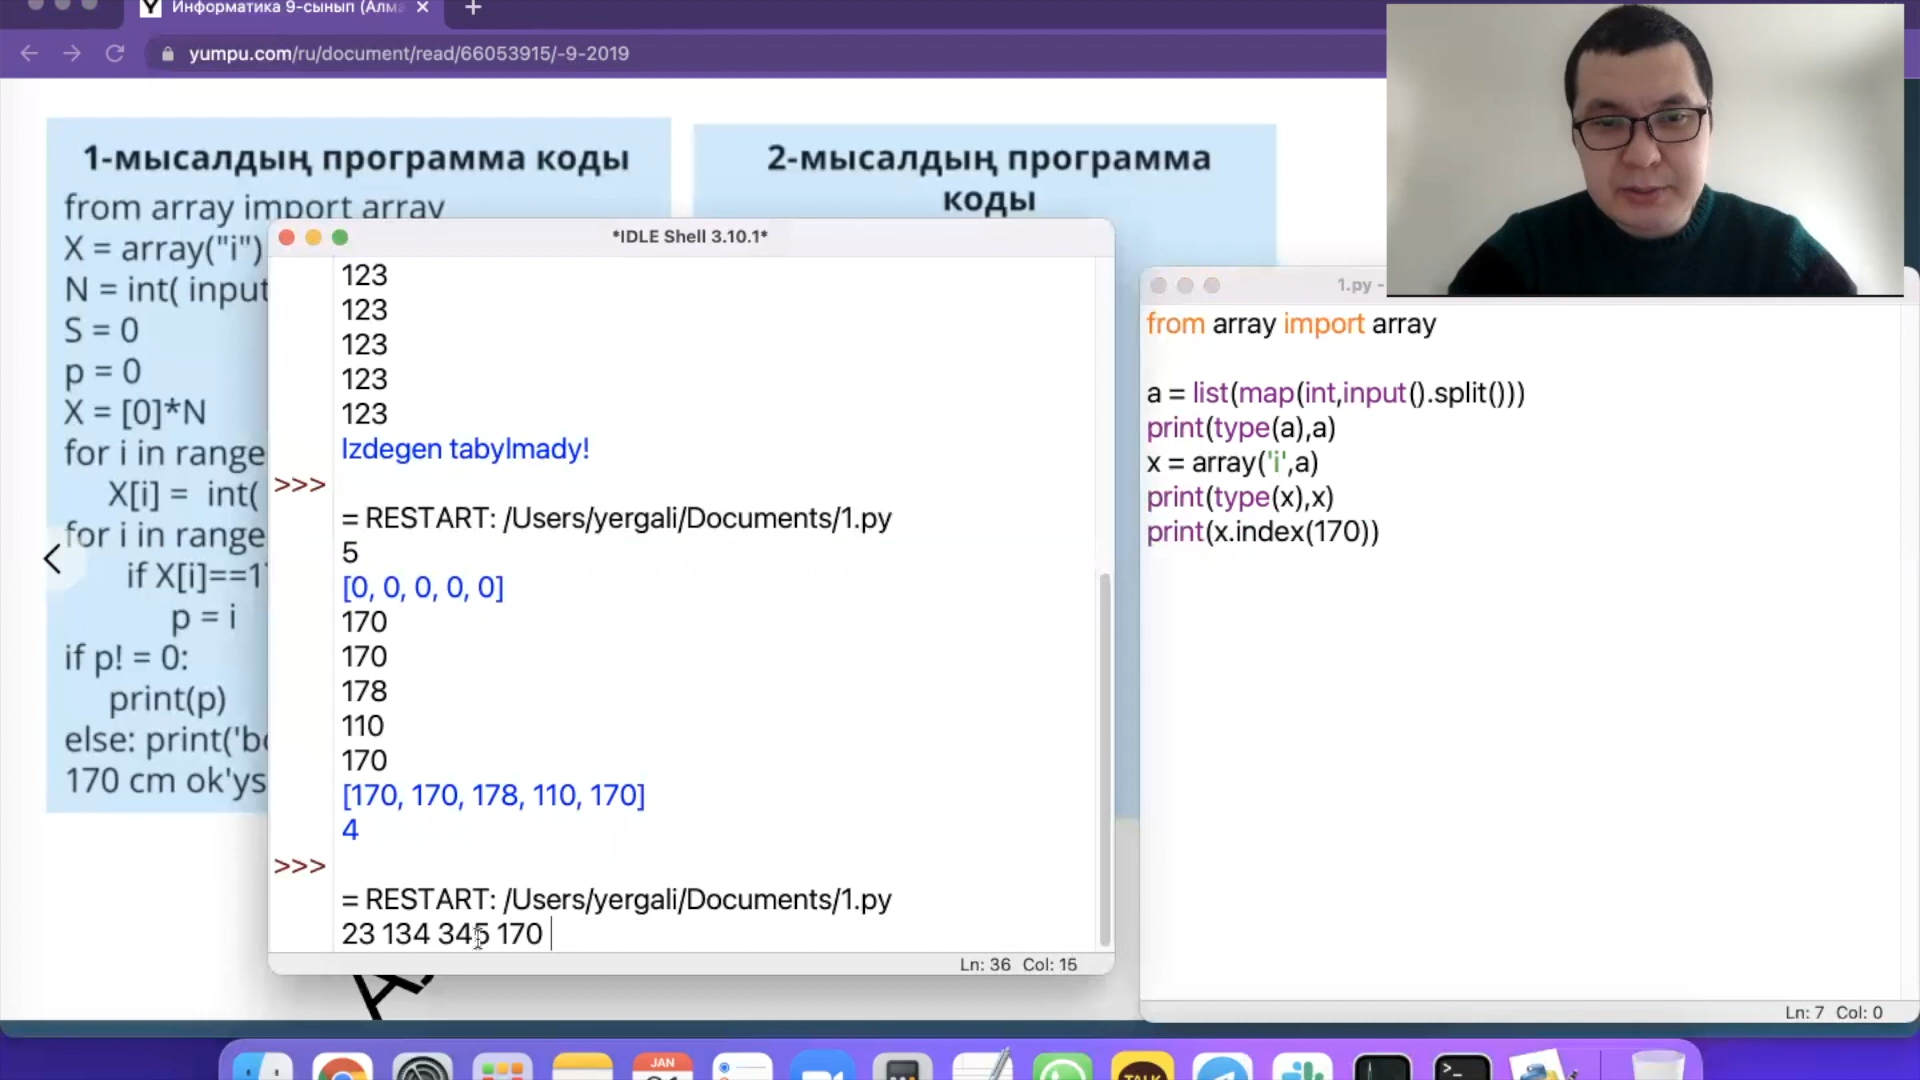 Информатика 9-сынып (Алма
yumpu.com/ru/document/read/66053915/-9-2019
1-мысалдың программа коды
from array import array
X = array("i")
N = int( input
S = 0
p = 0
X = [0]*N
for i in range
X[i] = int(
for i in range
if X[i]==1
p = i
if p! = 0:
print(p)
else: print('b
170 cm ok'ys
2-мысалдың программа
коды
*IDLE Shell 3.10.1*
123
123
123
123
123
Izdegen tabylmady!
>>>
= RESTART: /Users/yergali/Documents/1.py
5
[0, 0, 0, 0, 0]
170
170
178
110
170
[170, 170, 178, 110, 170]
4
>>>
= RESTART: /Users/yergali/Documents/1.py
23 134 345 170
Ln: 36 Col: 15
1.py -
from array import array
a = list(map(int,input().split()))
print(type(a),a)
x = array('i',a)
print(type(x),x)
print(x.index(170))
Ln: 7 Col: 0
JAN
TALK
>_